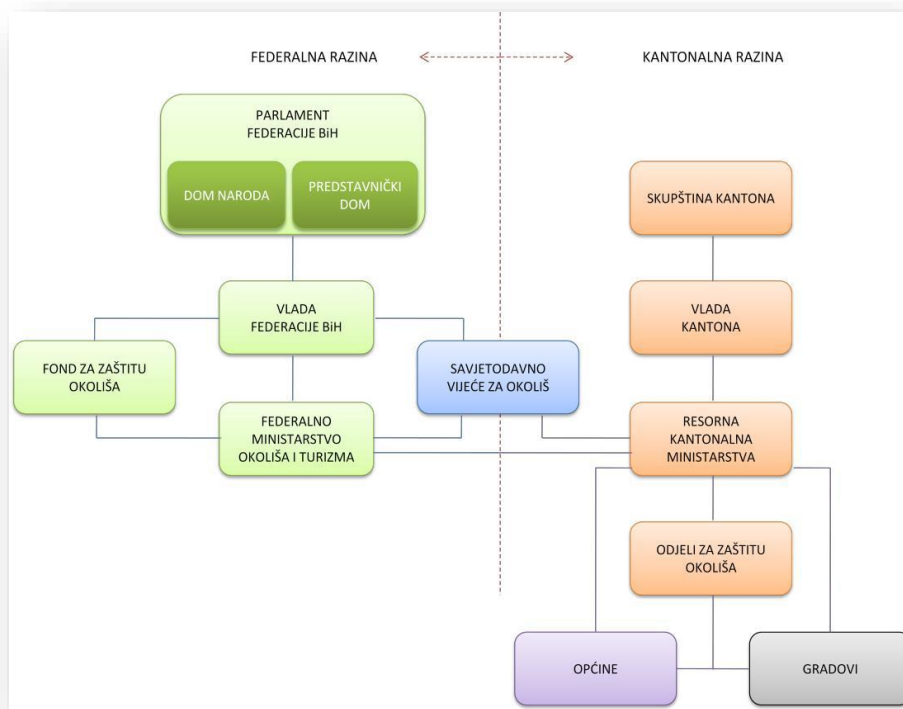 FEDERALNA RAZINA
KANTONALNA RAZINA
PARLAMENT
FEDERACIJE BiH
DOM NARODA
PREDSTAVNIČKI
DOM
SKUPŠTINA KANTONA
VLADA
FEDERACIJE BiH
VLADA
KANTONA
FOND ZA ZAŠTITU
OKOLIŠA
SAVJETODAVNO
VIJEĆE ZA OKOLIŠ
FEDERALNO
MINISTARSTVO
OKOLIŠA I TURIZMA
RESORNA
KANTONALNA
MINISTARSTVA
ODJELI ZA ZAŠTITU
OKOLIŠA
OPĆINE
GRADOVI